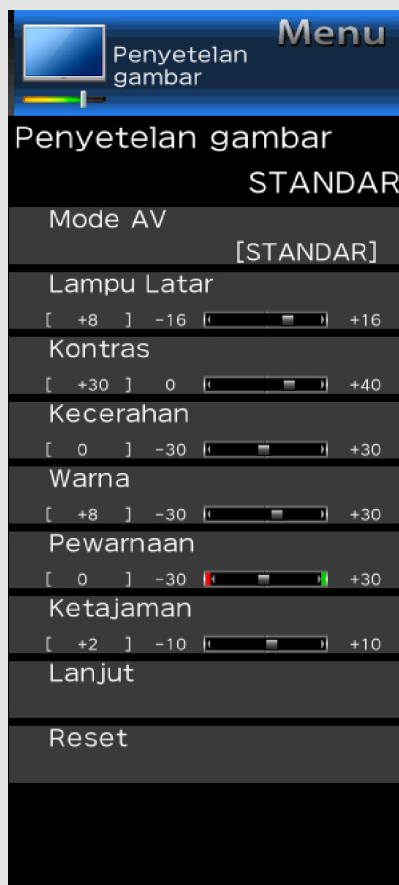 Menu
Penyetelan
gambar
Penyetelan gambar
STANDAR
Mode AV
[STANDAR]
Lampu Latar
[ +8 ] -16 +16
Kontras
[ +30 ] 0 +40
Kecerahan
[ 0 ] -30 +30
Warna
[ +8 ] -30 +30
Pewarnaan
[ 0 ] -30 +30
Ketajaman
[ +2 ] -10 +10
Lanjut
Reset